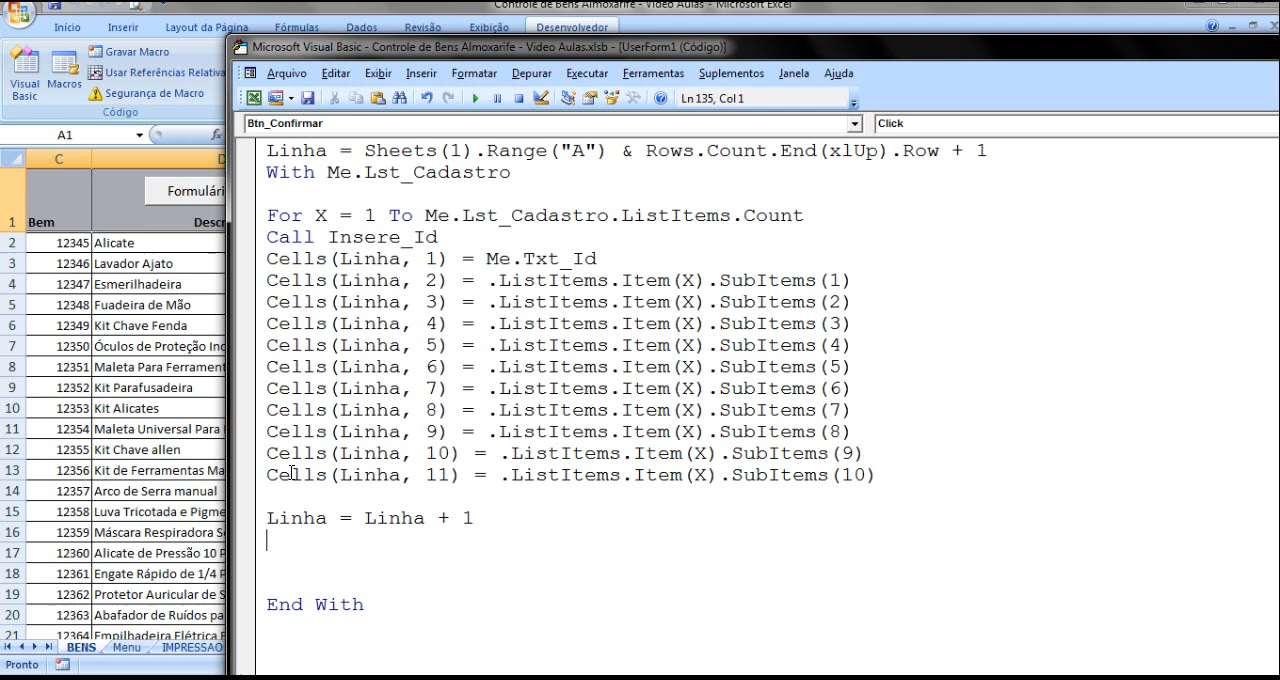 Controle de Bens Almoxarife - Video Aulas - Microsoft Excel
Início Inserir Layout da Página Fórmulas Dados Revisão Exibição Desenvolvedor
Visual Basic
Macros
Gravar Macro
Usar Referências Relativa
Segurança de Macro
Código
A1
fx
C
Formulári
1 Bem Descr
2 12345 Alicate
3 12346 Lavador Ajato
4 12347 Esmerilhadeira
5 12348 Fuadeira de Mão
6 12349 Kit Chave Fenda
7 12350 Óculos de Proteção Inc
8 12351 Maleta Para Ferrament
9 12352 Kit Parafusadeira
10 12353 Kit Alicates
11 12354 Maleta Universal Para
12 12355 Kit Chave allen
13 12356 Kit de Ferramentas Ma
14 12357 Arco de Serra manual
15 12358 Luva Tricotada e Pigme
16 12359 Máscara Respiradora S
17 12360 Alicate de Pressão 10 P
18 12361 Engate Rápido de 1/4 P
19 12362 Protetor Auricular de S
20 12363 Abafador de Ruídos pa
21 12364 Empilhadeira Elétrica
BENS Menu IMPRESSAO
Pronto
Microsoft Visual Basic - Controle de Bens Almoxarife - Video Aulas.xlsb - [UserForm1 (Código)]
Arquivo Editar Exibir Inserir Formatar Depurar Executar Ferramentas Suplementos Janela Ajuda
Ln 135, Col 1
Btn_Confirmar Click
Linha = Sheets(1).Range("A") & Rows.Count.End(xlUp).Row + 1
With Me.Lst_Cadastro
For X = 1 To Me.Lst_Cadastro.ListItems.Count
Call Insere_Id
Cells(Linha, 1) = Me.Txt_Id
Cells(Linha, 2) = .ListItems.Item(X).SubItems(1)
Cells(Linha, 3) = .ListItems.Item(X).SubItems(2)
Cells(Linha, 4) = .ListItems.Item(X).SubItems(3)
Cells(Linha, 5) = .ListItems.Item(X).SubItems(4)
Cells(Linha, 6) = .ListItems.Item(X).SubItems(5)
Cells(Linha, 7) = .ListItems.Item(X).SubItems(6)
Cells(Linha, 8) = .ListItems.Item(X).SubItems(7)
Cells(Linha, 9) = .ListItems.Item(X).SubItems(8)
Cells(Linha, 10) = .ListItems.Item(X).SubItems(9)
Cells(Linha, 11) = .ListItems.Item(X).SubItems(10)
Linha = Linha + 1
End With